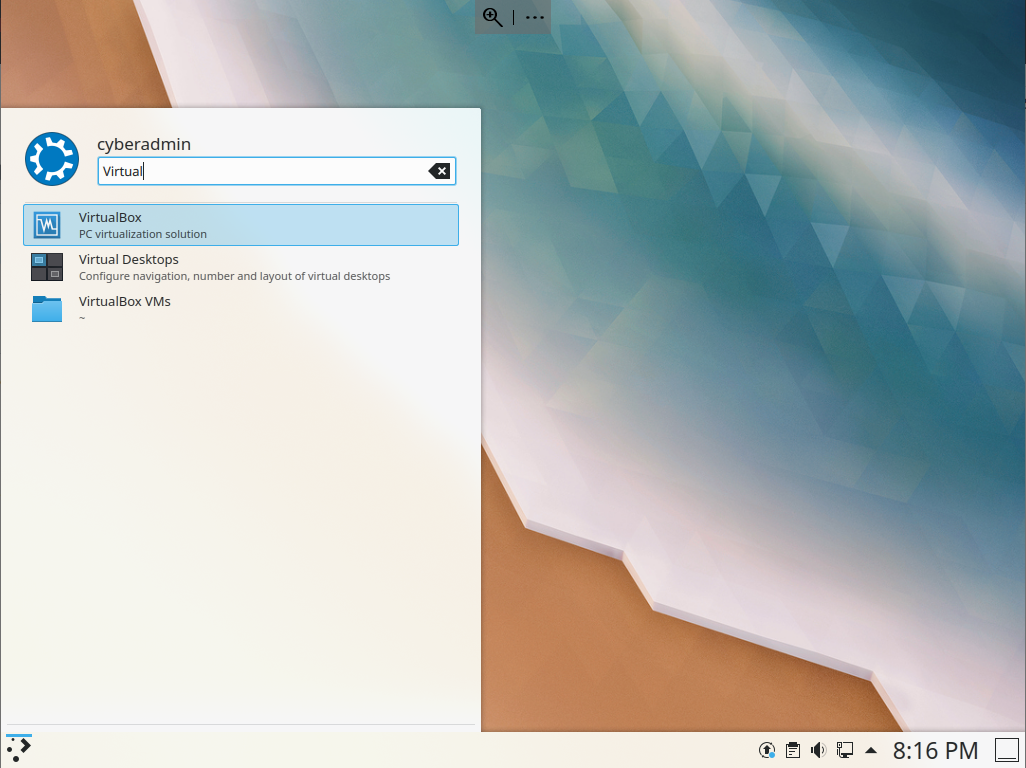 cyberadmin
Virtual
VirtualBox
PC virtualization solution
Virtual Desktops
Configure navigation, number and layout of virtual desktops
VirtualBox VMs
~
8:16 PM